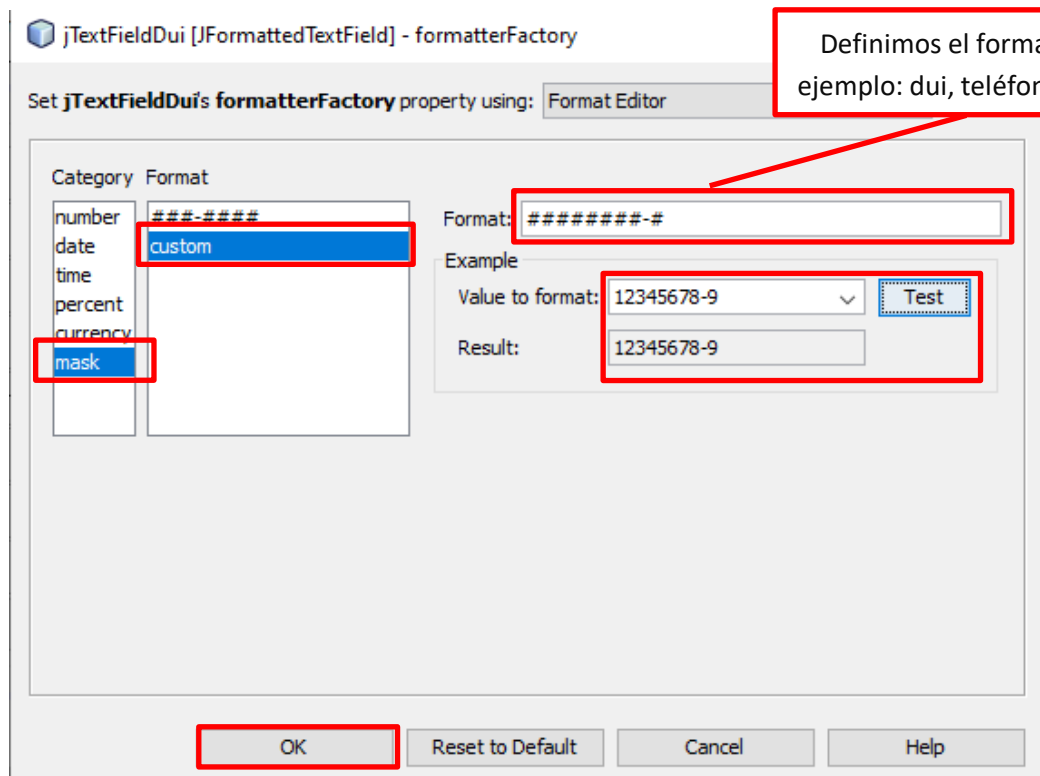 jTextFieldDui [JFormattedTextField] - formatterFactory
Definimos el forma
ejemplo: dui, teléfon
Set jTextFieldDui's formatterFactory property using: Format Editor
Category Format
number
date
time
percent
currency
mask
###-####
custom
Format: ########-#
Example
Value to format: 12345678-9 Test
Result: 12345678-9
OK Reset to Default Cancel Help